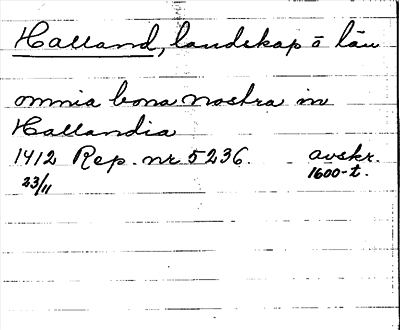 Halland, landskap o län
omnia bona nostra in
Hallandia
1412 Rep. nr 5236. avskr.
23/11 1600-t.